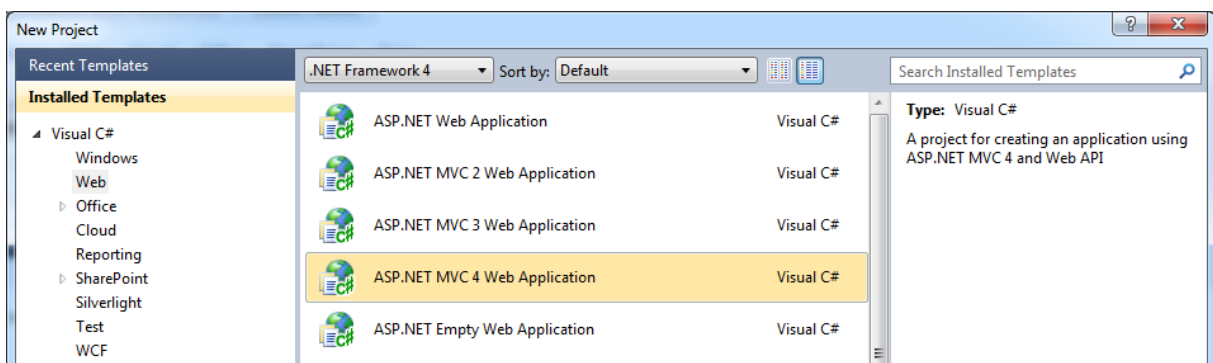 New Project
Recent Templates
Installed Templates
Visual C#
Windows
Web
Office
Cloud
Reporting
SharePoint
Silverlight
Test
WCF
.NET Framework 4 Sort by: Default
ASP.NET Web Application Visual C#
ASP.NET MVC 2 Web Application Visual C#
ASP.NET MVC 3 Web Application Visual C#
ASP.NET MVC 4 Web Application Visual C#
ASP.NET Empty Web Application Visual C#
Search Installed Templates
Type: Visual C#
A project for creating an application using
ASP.NET MVC 4 and Web API